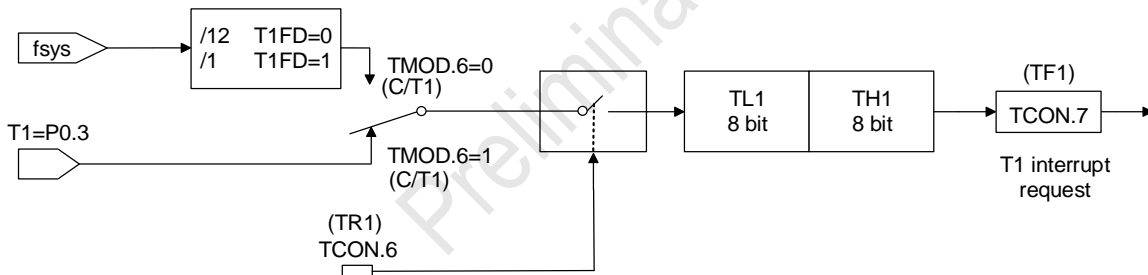 fsys
/12 T1FD=0
/1 T1FD=1
TMOD.6=0
(C/T1)
T1=P0.3
TMOD.6=1
(C/T1)
(TR1)
TCON.6
TL1
8 bit
TH1
8 bit
(TF1)
TCON.7
T1 interrupt
request